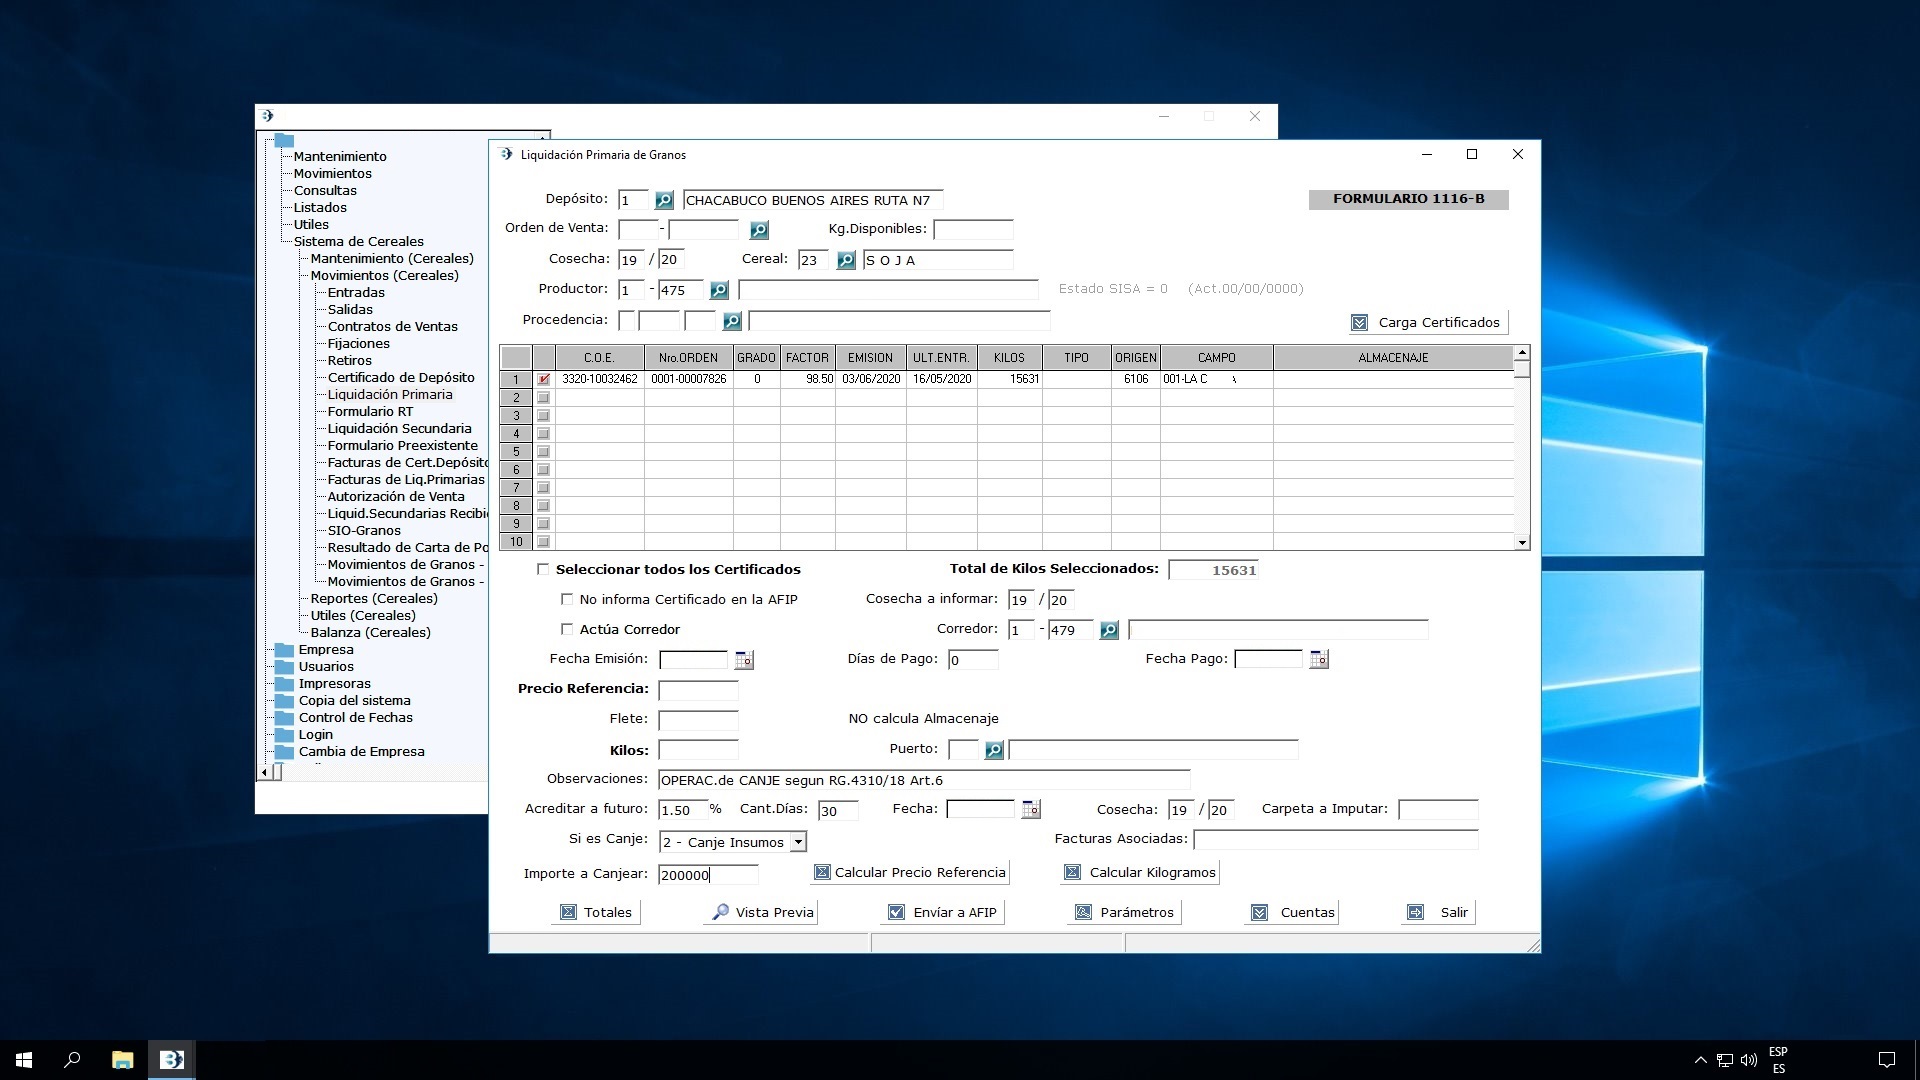 Mantenimiento
Movimientos
Consultas
Listados
Utiles
Sistema de Cereales
Mantenimiento (Cereales)
Movimientos (Cereales)
Entradas
Salidas
Contratos de Ventas
Fijaciones
Retiros
Certificado de Depósito
Liquidación Primaria
Formulario RT
Liquidación Secundaria
Formulario Preexistente
Facturas de Cert.Depósito
Facturas de Liq.Primarias
Autorización de Venta
Liquid.Secundarias Recibi
SIO-Granos
Resultado de Carta de Po
Movimientos de Granos -
Movimientos de Granos -
Reportes (Cereales)
Utiles (Cereales)
Balanza (Cereales)
Empresa
Usuarios
Impresoras
Copia del sistema
Control de Fechas
Login
Cambia de Empresa
Liquidación Primaria de Granos
Depósito: 1 CHACABUCO BUENOS AIRES RUTA N7 FORMULARIO 1116-B
Orden de Venta: - Kg.Disponibles:
Cosecha: 19 / 20 Cereal: 23 S O J A
Productor: 1 - 475 Estado SISA = 0 (Act.00/00/0000)
Procedencia: Carga Certificados
C.O.E. Nro.ORDEN GRADO FACTOR EMISION ULT.ENTR. KILOS TIPO ORIGEN CAMPO ALMACENAJE
1 3320-10032462 0001-00007826 0 98.50 03/06/2020 16/05/2020 15631 6106 001-LA C
2
3
4
5
6
7
8
9
10
Seleccionar todos los Certificados Total de Kilos Seleccionados: 15631
No informa Certificado en la AFIP Cosecha a informar: 19 / 20
Actúa Corredor Corredor: 1 - 479
Fecha Emisión: Días de Pago: 0 Fecha Pago:
Precio Referencia:
Flete: NO calcula Almacenaje
Kilos: Puerto:
Observaciones: OPERAC.de CANJE segun RG.4310/18 Art.6
Acreditar a futuro: 1.50 % Cant.Días: 30 Fecha: Cosecha: 19 / 20 Carpeta a Imputar:
Si es Canje: 2 - Canje Insumos Facturas Asociadas:
Importe a Canjear: 200000 Calcular Precio Referencia Calcular Kilogramos
Totales Vista Previa Envíar a AFIP Parámetros Cuentas Salir
ESP
ES